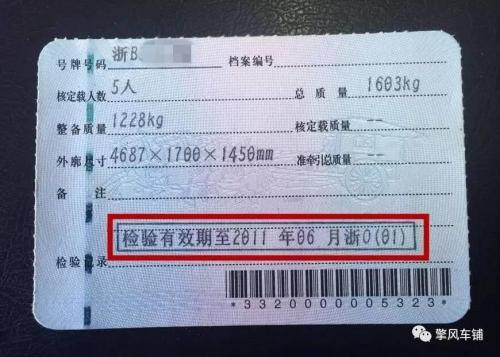 号牌号码 浙B 档案编号
核定载人数 5人 总质量 1603kg
整备质量 1228kg 核定载质量 --
外廓尺寸 4687×1700×1450mm 准牵引总质量 --
备注
检验有效期至2011 年06 月浙O(01)
检验记录
*3320000005323*
擎风车铺